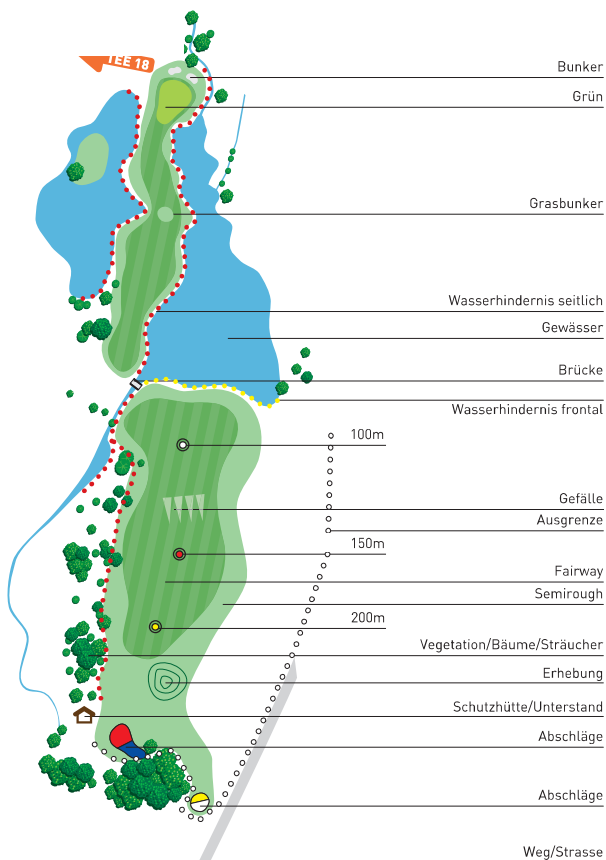 TEE 18
Bunker
Grün
Grasbunker
Wasserhindernis seitlich
Gewässer
Brücke
Wasserhindernis frontal
100m
Gefälle
Ausgrenze
150m
Fairway
Semirough
200m
Vegetation/Bäume/Sträucher
Erhebung
Schutzhütte/Unterstand
Abschläge
Abschläge
Weg/Strasse